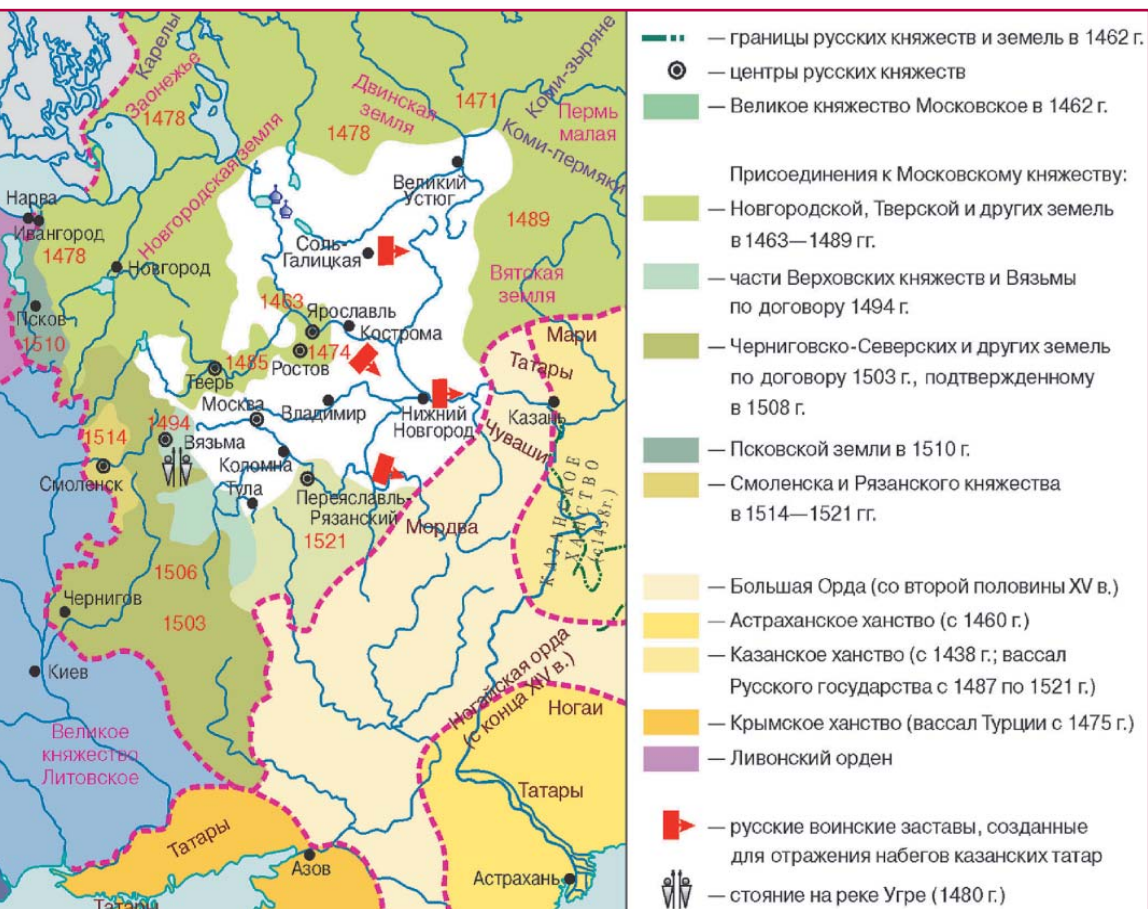 Карелы
Заонежье
1478
Двинская
земля
1478
1471
Коми-зыряне
Пермь
малая
Коми-пермяки
Новгородская земля
Великий
Устюг
Нарва
Ивангород
1478
Новгород
Соль-
Галицкая
1489
Вятская
земля
Псков
1510
1463
Ярославль
Кострома
1474
Ростов
1485
Тверь
Мари
Татары
Москва
Владимир
Нижний
Новгород
Казань
Чуваши
1494
Вязьма
1514
Смоленск
Коломна
Тула
Переяславль-
Рязанский
1521
Мордва
КАЗАНСКОЕ
ХАНСТВО
(с 1438г.)
1506
1503
Чернигов
Киев
Великое
княжество
Литовское
Ногайская орда
(с конца XIV в.)
Ногаи
Татары
Татары
Азов
Астрахань
Татары
— границы русских княжеств и земель в 1462 г.
— центры русских княжеств
— Великое княжество Московское в 1462 г.
Присоединения к Московскому княжеству:
— Новгородской, Тверской и других земель
в 1463—1489 гг.
— части Верховских княжеств и Вязьмы
по договору 1494 г.
— Черниговско-Северских и других земель
по договору 1503 г., подтвержденному
в 1508 г.
— Псковской земли в 1510 г.
— Смоленска и Рязанского княжества
в 1514—1521 гг.
— Большая Орда (со второй половины XV в.)
— Астраханское ханство (с 1460 г.)
— Казанское ханство (с 1438 г.; вассал
Русского государства с 1487 по 1521 г.)
— Крымское ханство (вассал Турции с 1475 г.)
— Ливонский орден
— русские воинские заставы, созданные
для отражения набегов казанских татар
— стояние на реке Угре (1480 г.)